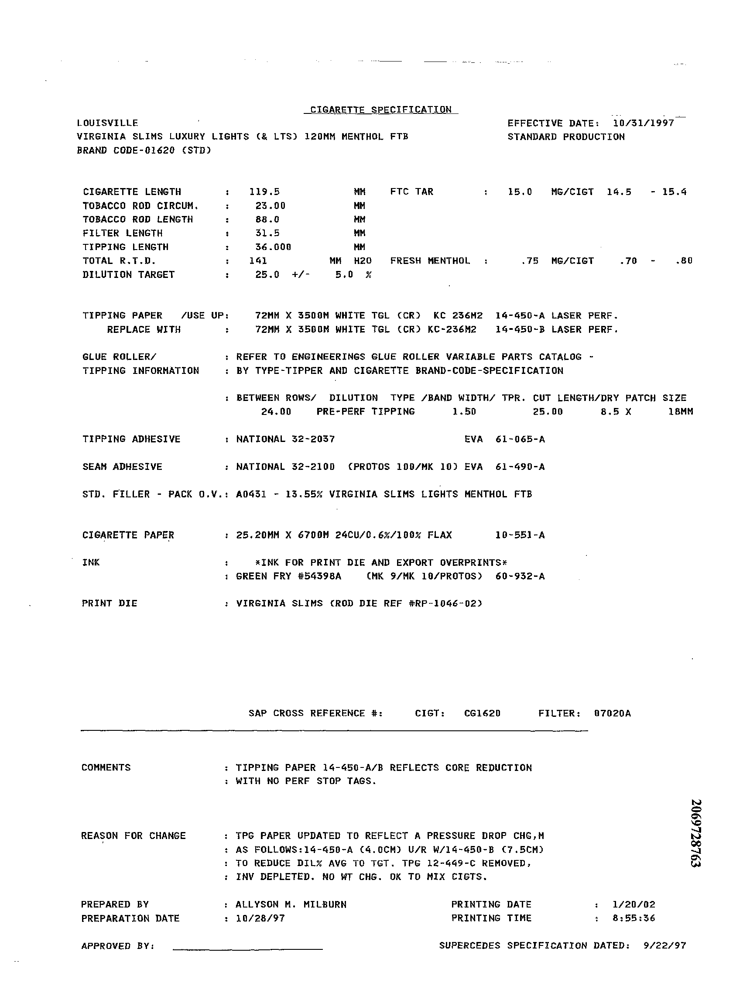 CIGARETTE SPECIFICATION
LOUISVILLE EFFECTIVE DATE: 10/31/1997
VIRGINIA SLIMS LUXURY LIGHTS (& LTS) 120MM MENTHOL FTB STANDARD PRODUCTION
BRAND CODE-01620 (STD)
CIGARETTE LENGTH : 119.5 MM FTC TAR : 15.0 MG/CIGT 14.5 - 15.4
TOBACCO ROD CIRCUM. : 23.00 MM
TOBACCO ROD LENGTH : 88.0 MM
FILTER LENGTH : 31.5 MM
TIPPING LENGTH : 36.000 MM
TOTAL R.T.D. : 141 MM H2O FRESH MENTHOL : .75 MG/CIGT .70 - .80
DILUTION TARGET : 25.0 +/- 5.0 %
TIPPING PAPER /USE UP: 72MM X 3500M WHITE TGL (CR) KC 236M2 14-450-A LASER PERF.
REPLACE WITH : 72MM X 3500M WHITE TGL (CR) KC-236M2 14-450-B LASER PERF.
GLUE ROLLER/ : REFER TO ENGINEERINGS GLUE ROLLER VARIABLE PARTS CATALOG -
TIPPING INFORMATION : BY TYPE-TIPPER AND CIGARETTE BRAND-CODE-SPECIFICATION
: BETWEEN ROWS/ DILUTION TYPE /BAND WIDTH/ TPR. CUT LENGTH/DRY PATCH SIZE
24.00 PRE-PERF TIPPING 1.50 25.00 8.5 X 18MM
TIPPING ADHESIVE : NATIONAL 32-2037 EVA 61-065-A
SEAM ADHESIVE : NATIONAL 32-2100 (PROTOS 100/MK 10) EVA 61-490-A
STD. FILLER - PACK O.V.: A0431 - 13.55% VIRGINIA SLIMS LIGHTS MENTHOL FTB
CIGARETTE PAPER : 25.20MM X 6700M 24CU/0.6%/100% FLAX 10-551-A
INK : *INK FOR PRINT DIE AND EXPORT OVERPRINTS*
: GREEN FRY #54398A (MK 9/MK 10/PROTOS) 60-932-A
PRINT DIE : VIRGINIA SLIMS (ROD DIE REF #RP-1046-02)
SAP CROSS REFERENCE #: CIGT: CG1620 FILTER: 07020A
COMMENTS : TIPPING PAPER 14-450-A/B REFLECTS CORE REDUCTION
: WITH NO PERF STOP TAGS.
REASON FOR CHANGE : TPG PAPER UPDATED TO REFLECT A PRESSURE DROP CHG,M
: AS FOLLOWS:14-450-A (4.0CM) U/R W/14-450-B (7.5CM)
: TO REDUCE DIL% AVG TO TGT. TPG 12-449-C REMOVED,
: INV DEPLETED. NO WT CHG. OK TO MIX CIGTS.
PREPARED BY : ALLYSON M. MILBURN PRINTING DATE : 1/20/02
PREPARATION DATE : 10/28/97 PRINTING TIME : 8:55:36
APPROVED BY: SUPERCEDES SPECIFICATION DATED: 9/22/97
2069728763